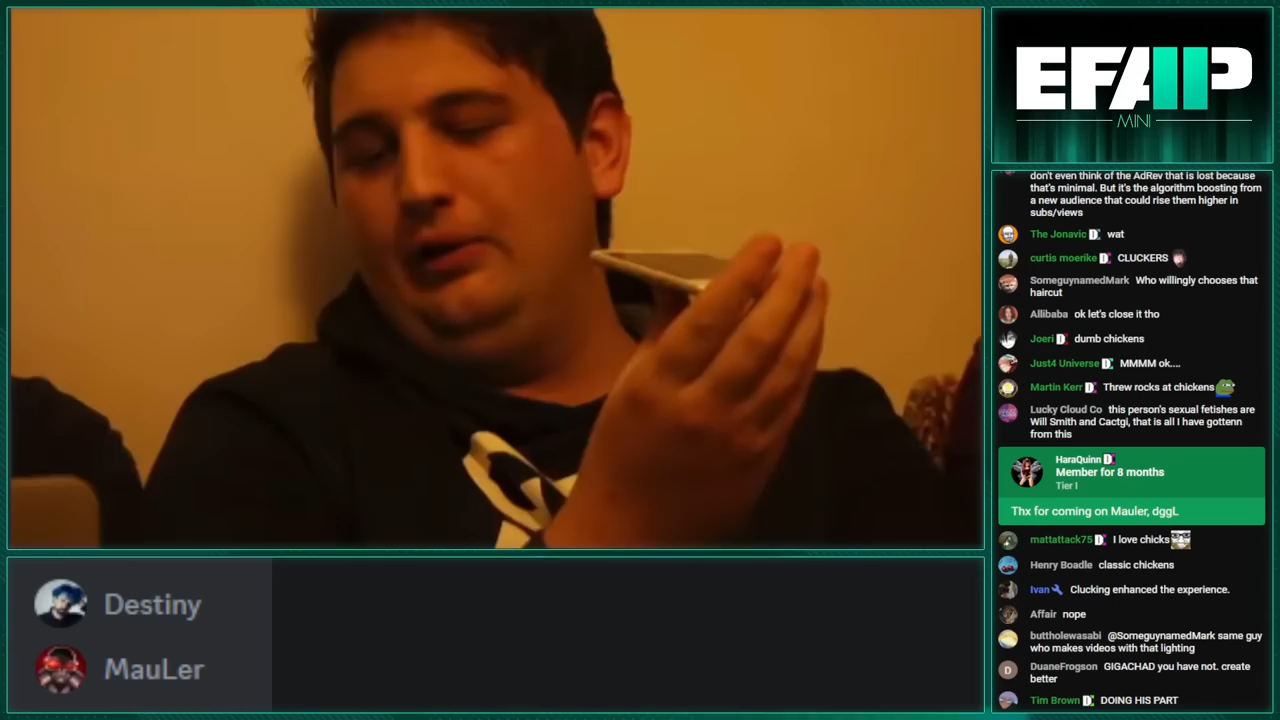 EFAP
MINI
don't even think of the AdRev that is lost because
that's minimal. But it's the algorithm boosting from
a new audience that could rise them higher in
subs/views
The Jonavic wat
curtis moerike CLUCKERS
SomeguynamedMark Who willingly chooses that
haircut
Allibaba ok let's close it tho
Joeri dumb chickens
Just4 Universe MMMM ok....
Martin Kerr Threw rocks at chickens
Lucky Cloud Co this person's sexual fetishes are
Will Smith and Cactgi, that is all I have gottenn
from this
HaraQuinn
Member for 8 months
Tier I
Thx for coming on Mauler, dggL
mattattack75 I love chicks
Henry Boadle classic chickens
Ivan Clucking enhanced the experience.
Affair nope
buttholewasabi @SomeguynamedMark same guy
who makes videos with that lighting
D DuaneFrogson GIGACHAD you have not. create
better
Tim Brown DOING HIS PART
Destiny
MauLer